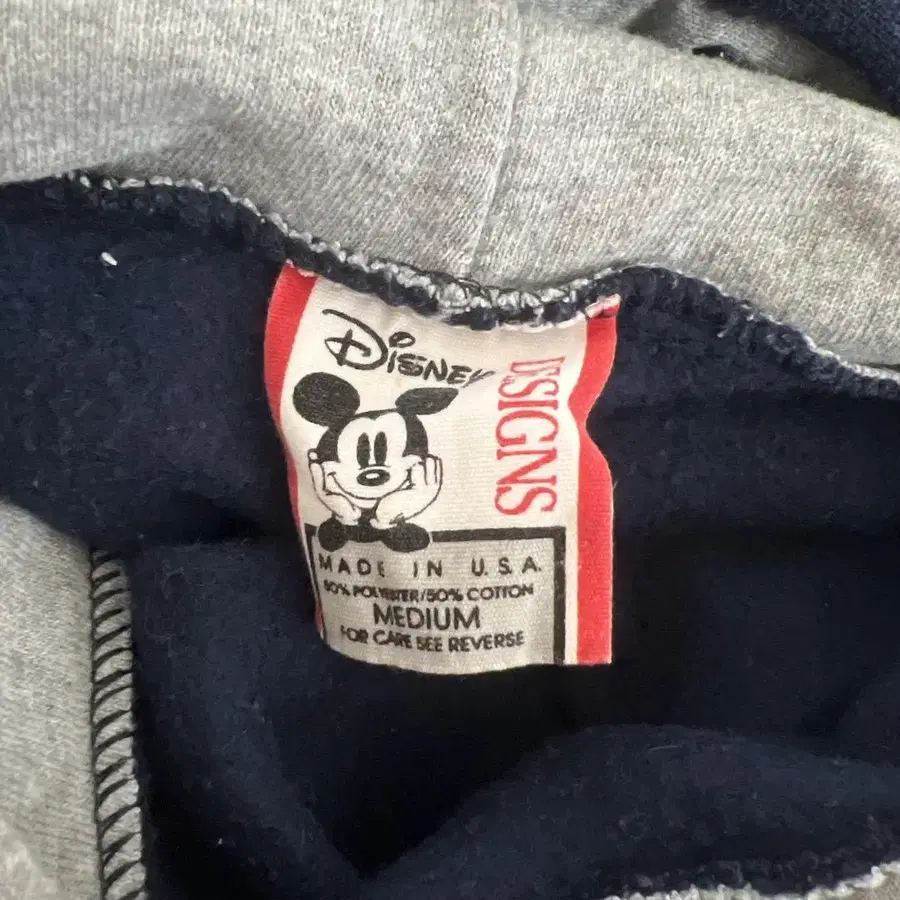 Disney
DESIGNS
MADE IN U.S.A.
50% POLYESTER/50% COTTON
MEDIUM
FOR CARE SEE REVERSE